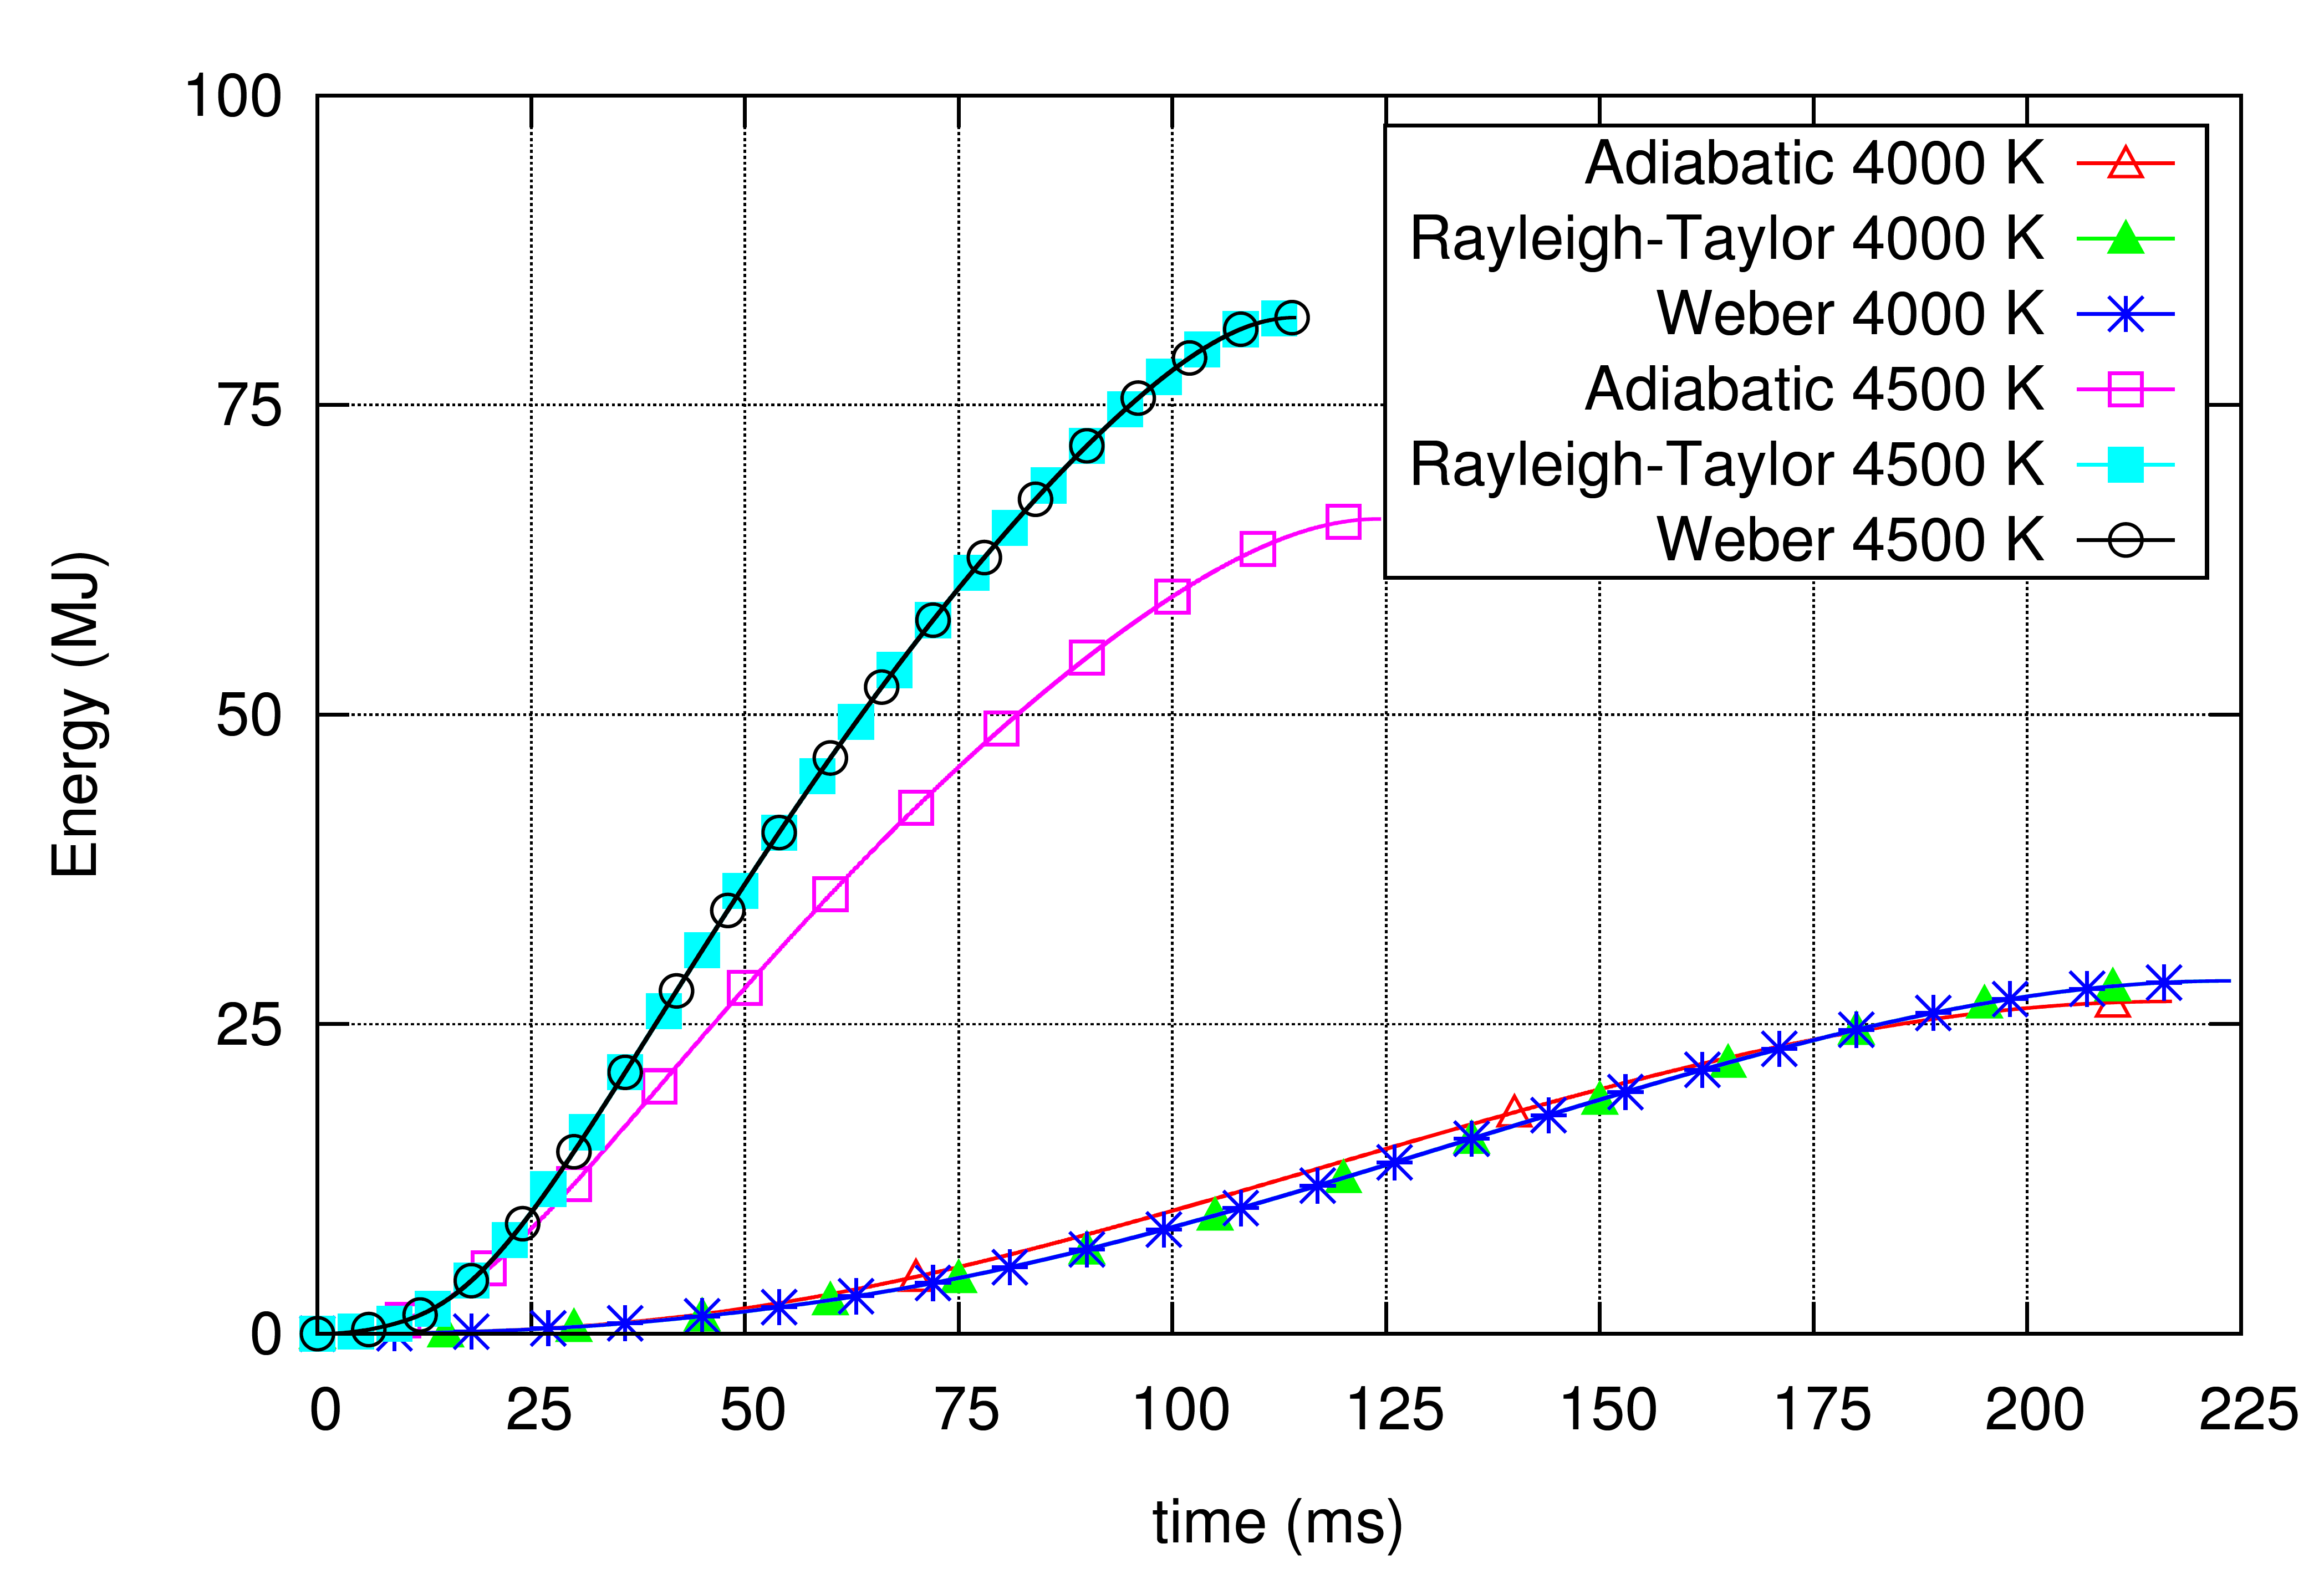 100
75
50
25
0
Energy (MJ)
Adiabatic 4000 K
Rayleigh-Taylor 4000 K
Weber 4000 K
Adiabatic 4500 K
Rayleigh-Taylor 4500 K
Weber 4500 K
0 25 50 75 100 125 150 175 200 225
time (ms)